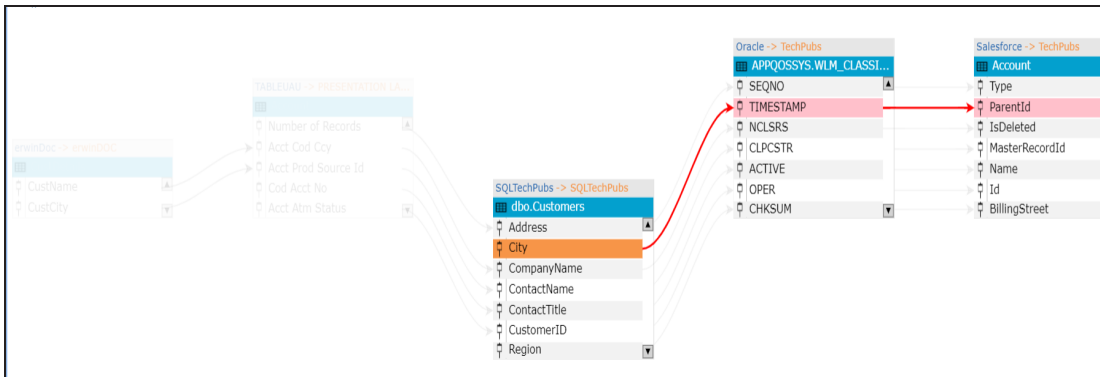 erwinDoc -> erwinDOC
CustName
CustCity
TABLEUAU -> PRESENTATION LA...
Number of Records
Acct Cod Ccy
Acct Prod Source Id
Cod Acct No
Acct Atm Status
SQLTechPubs -> SQLTechPubs
dbo.Customers
Address
City
CompanyName
ContactName
ContactTitle
CustomerID
Region
Oracle -> TechPubs
APPQOSSYS.WLM_CLASSI...
SEQNO
TIMESTAMP
NCLSRS
CLPCSTR
ACTIVE
OPER
CHKSUM
Salesforce -> TechPubs
Account
Type
ParentId
IsDeleted
MasterRecordId
Name
Id
BillingStreet